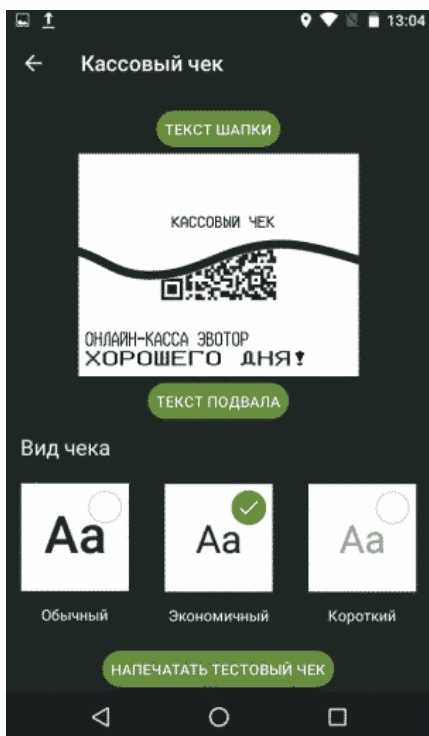 13:04
Кассовый чек
ТЕКСТ ШАПКИ
КАССОВЫЙ ЧЕК
ОНЛАЙН-КАССА ЭВОТОР
ХОРОШЕГО ДНЯ!
ТЕКСТ ПОДВАЛА
Вид чека
Aa Aa Aa
Обычный Экономичный Короткий
НАПЕЧАТАТЬ ТЕСТОВЫЙ ЧЕК